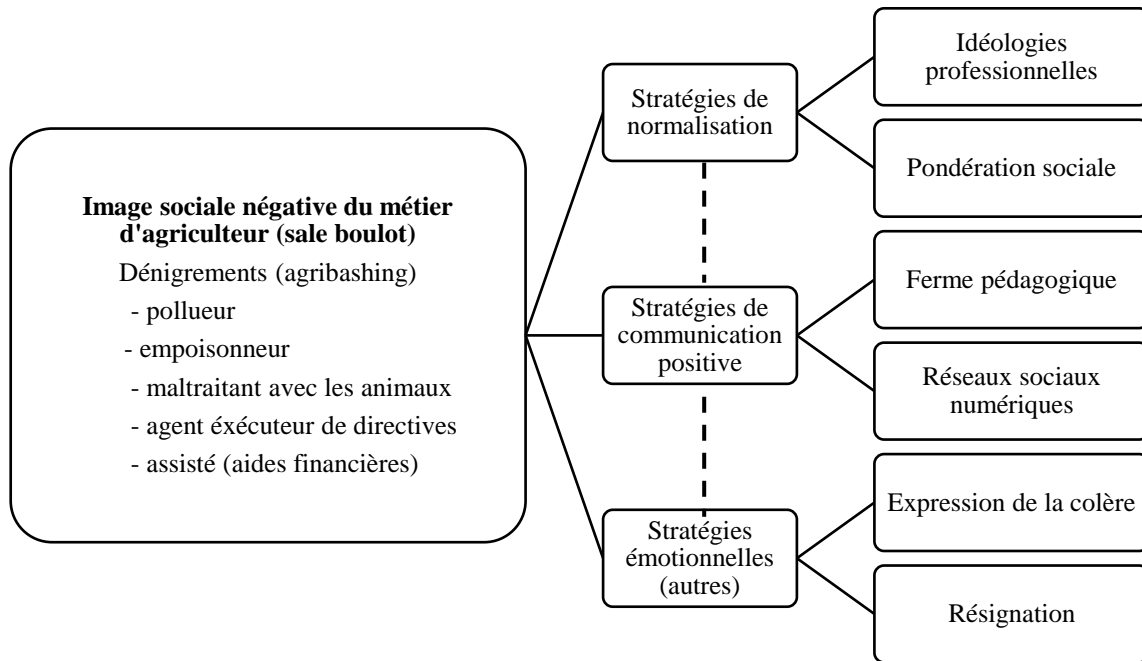 Image sociale négative du métier
d'agriculteur (sale boulot)
Dénigrements (agribashing)
- pollueur
- empoisonneur
- maltraitant avec les animaux
- agent éxécuteur de directives
- assisté (aides financières)
Stratégies de
normalisation
Idéologies
professionnelles
Pondération sociale
Stratégies de
communication
positive
Ferme pédagogique
Réseaux sociaux
numériques
Stratégies
émotionnelles
(autres)
Expression de la colère
Résignation